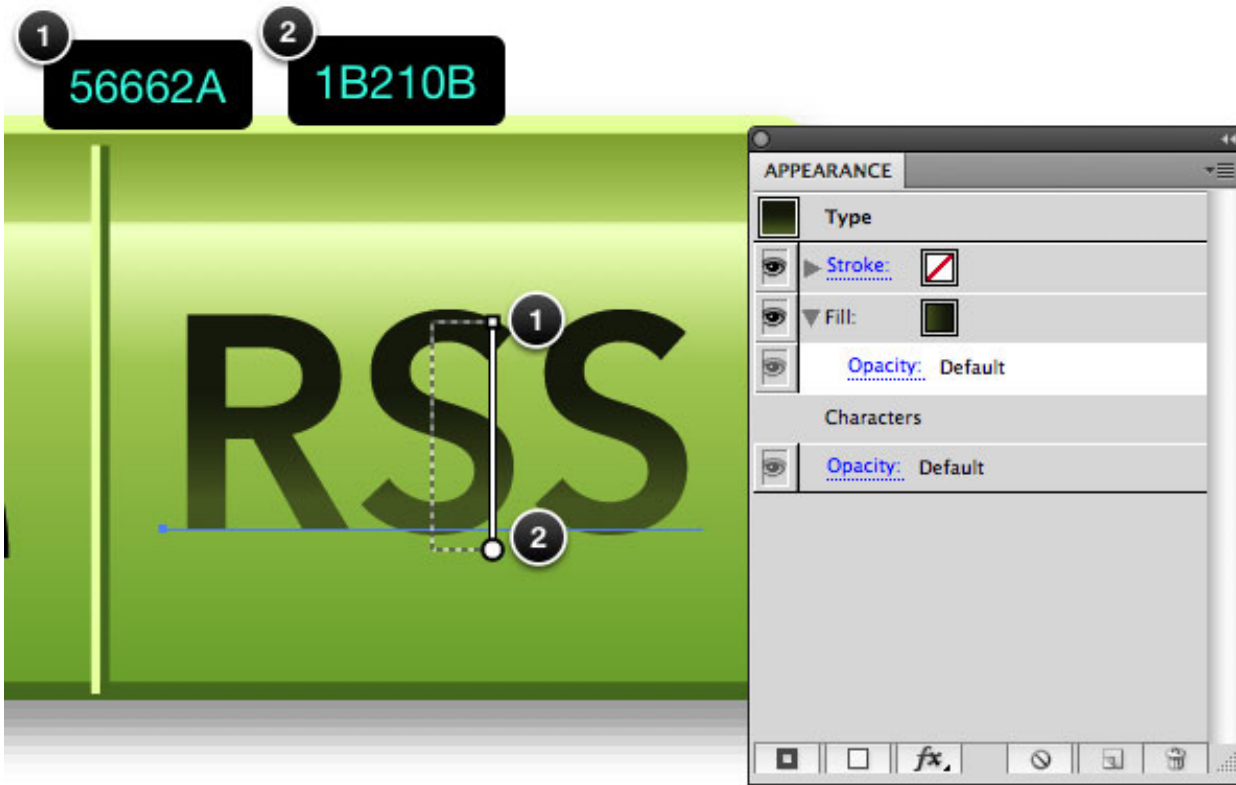 1
2
56662A
1B210B
APPEARANCE
Type
Stroke:
Fill:
Opacity: Default
Characters
Opacity: Default
RSS
1
2
fx